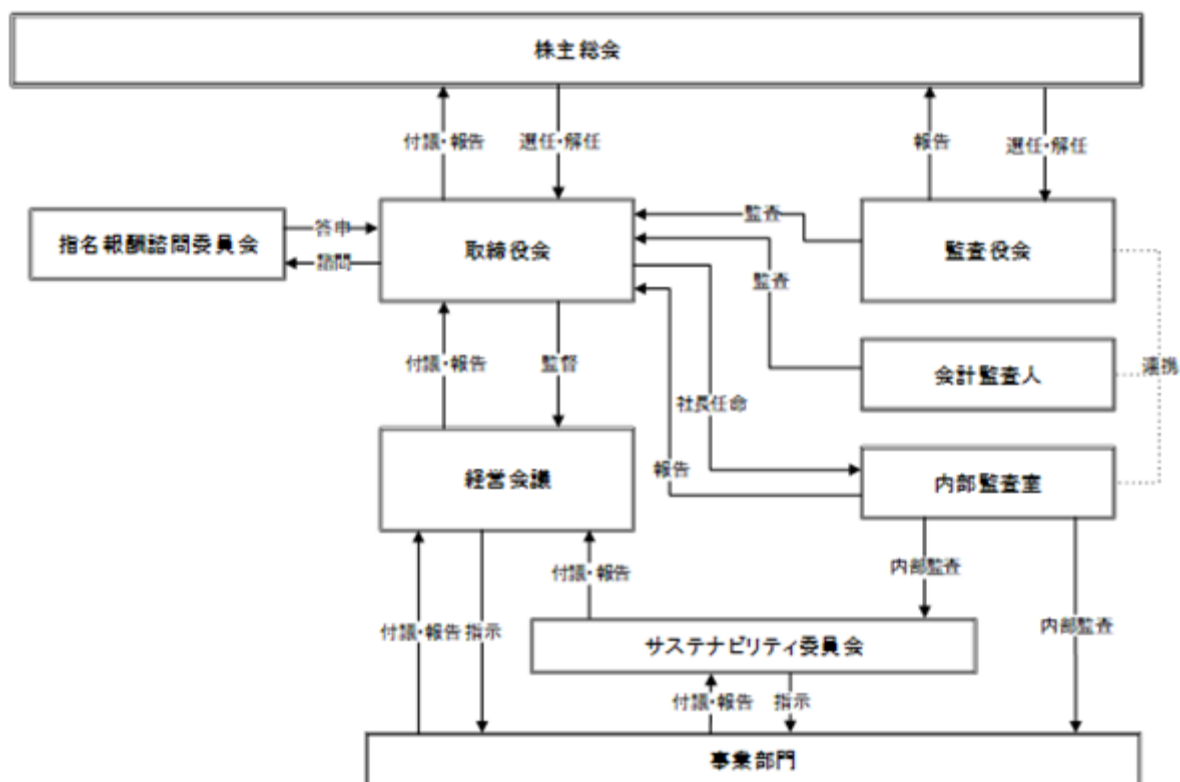 株主総会
付議・報告
選任・解任
報告
選任・解任
指名報酬諮問委員会
答申
諮問
取締役会
監査
監査
監査役会
付議・報告
監督
社長任命
報告
会計監査人
連携
経営会議
内部監査室
付議・報告
内部監査
付議・報告
指示
内部監査
サステナビリティ委員会
付議・報告
指示
事業部門